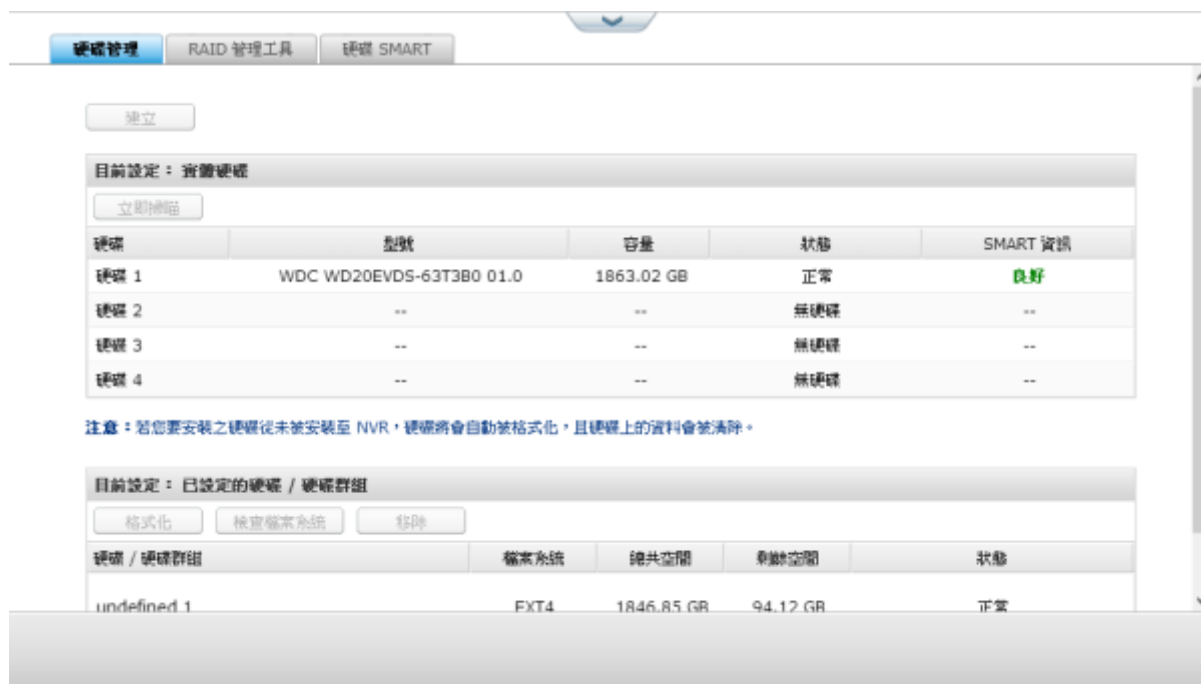 硬碟管理 RAID 管理工具 硬碟 SMART
建立
目前設定： 實體硬碟
立即掃描
硬碟 型號 容量 狀態 SMART 資訊
硬碟 1 WDC WD20EVDS-63T3B0 01.0 1863.02 GB 正常 良好
硬碟 2 -- -- 無硬碟 --
硬碟 3 -- -- 無硬碟 --
硬碟 4 -- -- 無硬碟 --
注意：若您要安裝之硬碟從未被安裝至 NVR，硬碟將會自動被格式化，且硬碟上的資料會被清除。
目前設定： 已設定的硬碟 / 硬碟群組
格式化 檢查檔案系統 移除
硬碟 / 硬碟群組 檔案系統 總共空間 剩餘空間 狀態
undefined 1 EXT4 1846.85 GB 94.12 GB 正常